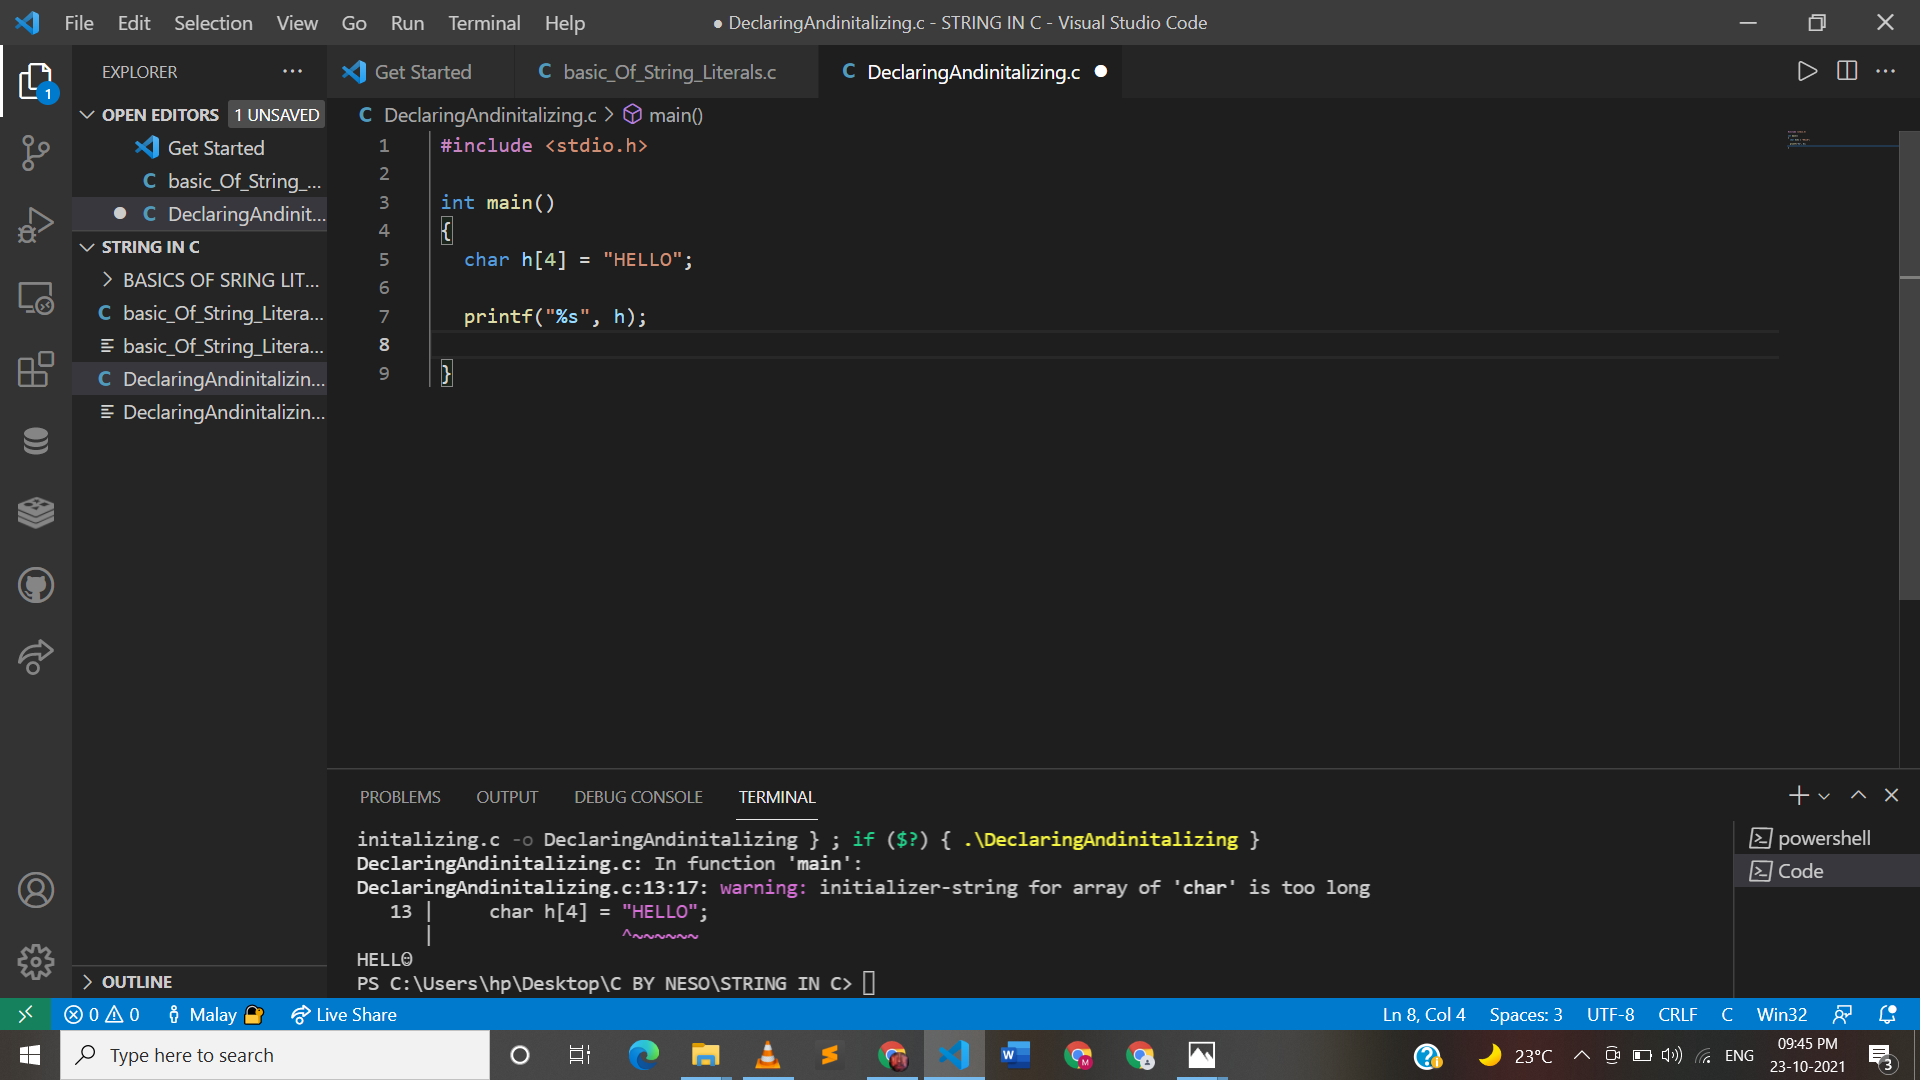 File Edit Selection View Go Run Terminal Help ● DeclaringAndinitalizing.c - STRING IN C - Visual Studio Code
EXPLORER ···
Get Started basic_Of_String_Literals.c DeclaringAndinitalizing.c ●
1
OPEN EDITORS 1 UNSAVED
Get Started
basic_Of_String_...
● C DeclaringAndinit...
STRING IN C
BASICS OF SRING LIT...
C basic_Of_String_Litera...
basic_Of_String_Litera...
C DeclaringAndinitalizin...
DeclaringAndinitalizin...
OUTLINE
C DeclaringAndinitalizing.c > main()
1 #include <stdio.h>
2
3 int main()
4 {
5 char h[4] = "HELLO";
6
7 printf("%s", h);
8
9 }
PROBLEMS OUTPUT DEBUG CONSOLE TERMINAL
initalizing.c -o DeclaringAndinitalizing } ; if ($?) { .\DeclaringAndinitalizing }
DeclaringAndinitalizing.c: In function 'main':
DeclaringAndinitalizing.c:13:17: warning: initializer-string for array of 'char' is too long
13 | char h[4] = "HELLO";
| ^~~~~~~
HELL☺
PS C:\Users\hp\Desktop\C BY NESO\STRING IN C>
powershell
Code
0 0 Malay Live Share Ln 8, Col 4 Spaces: 3 UTF-8 CRLF C Win32
Type here to search 23°C ENG 09:45 PM
23-10-2021 3